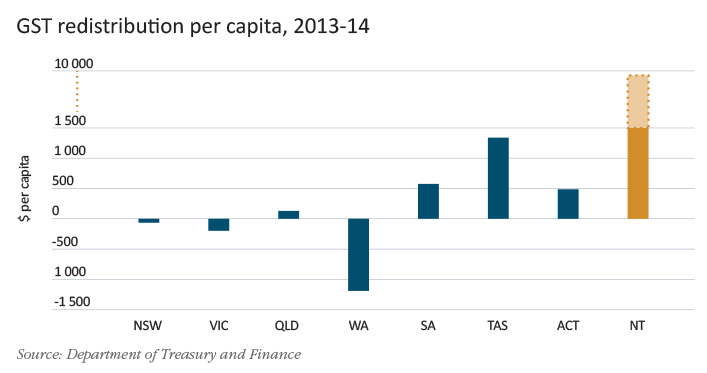 GST redistribution per capita, 2013-14
10 000
1 500
1 000
500
0
-500
1 000
-1 500
$ per capita
NSW VIC QLD WA SA TAS ACT NT
Source: Department of Treasury and Finance